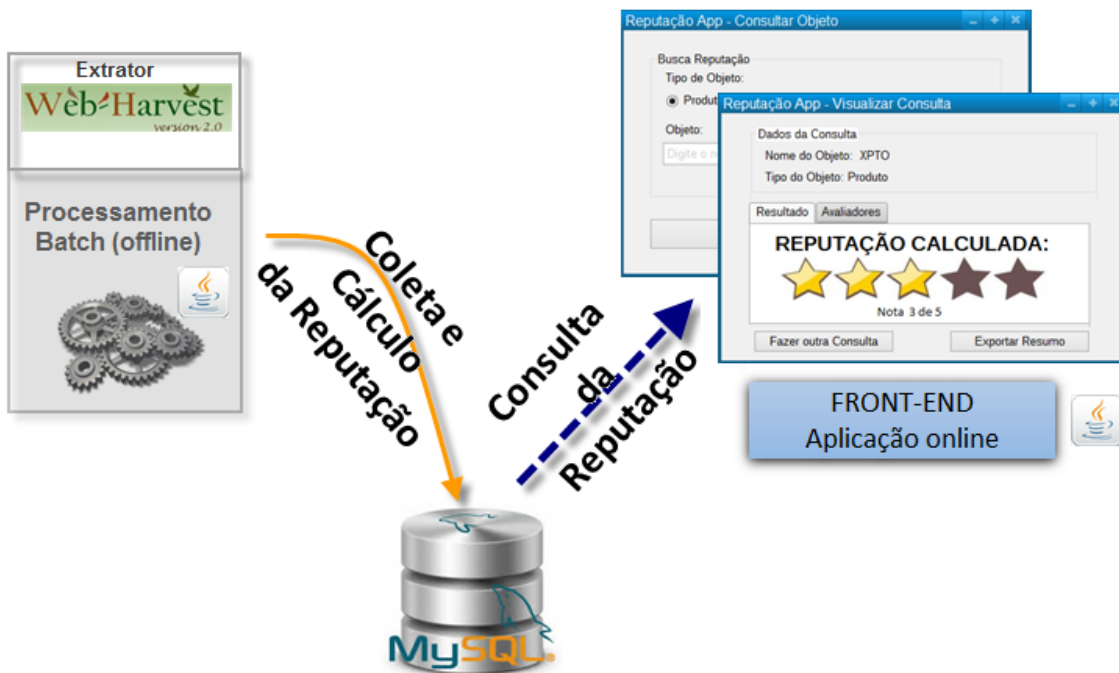 Extrator
Web-Harvest
version 2.0
Processamento
Batch (offline)
Coleta e
Cálculo
da Reputação
Consulta
da
Reputação
MySQL®
Reputação App - Consultar Objeto
Busca Reputação
Tipo de Objeto:
Produt
Objeto:
Digite o n
Reputação App - Visualizar Consulta
Dados da Consulta
Nome do Objeto: XPTO
Tipo do Objeto: Produto
Resultado Avaliadores
REPUTAÇÃO CALCULADA:
Nota 3 de 5
Fazer outra Consulta Exportar Resumo
FRONT-END
Aplicação online